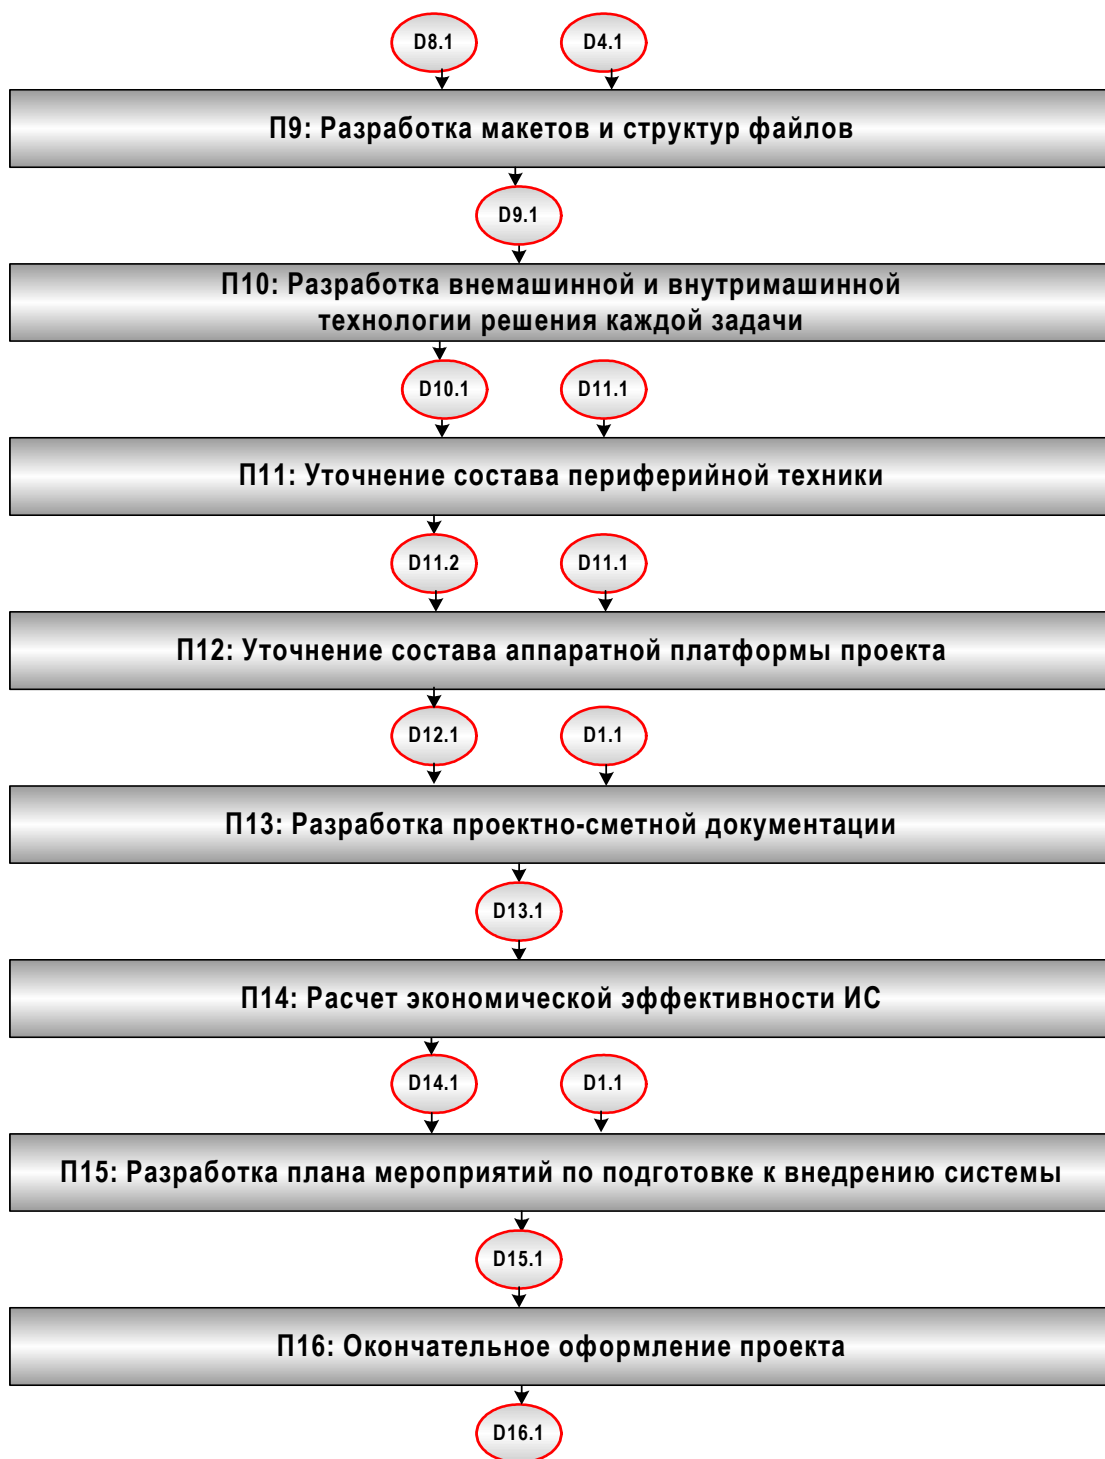 D8.1 D4.1
П9: Разработка макетов и структур файлов
D9.1
П10: Разработка внемашинной и внутримашинной
технологии решения каждой задачи
D10.1 D11.1
П11: Уточнение состава периферийной техники
D11.2 D11.1
П12: Уточнение состава аппаратной платформы проекта
D12.1 D1.1
П13: Разработка проектно-сметной документации
D13.1
П14: Расчет экономической эффективности ИС
D14.1 D1.1
П15: Разработка плана мероприятий по подготовке к внедрению системы
D15.1
П16: Окончательное оформление проекта
D16.1